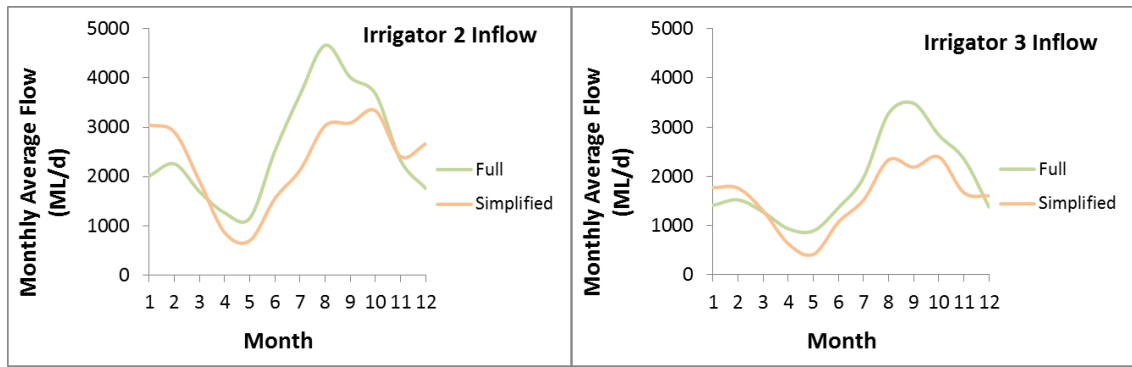 Irrigator 2 Inflow
Monthly Average Flow
(ML/d)
5000
4000
3000
2000
1000
0
1 2 3 4 5 6 7 8 9 10 11 12
Month
Full
Simplified
Irrigator 3 Inflow
Monthly Average Flow
(ML/d)
5000
4000
3000
2000
1000
0
1 2 3 4 5 6 7 8 9 10 11 12
Month
Full
Simplified